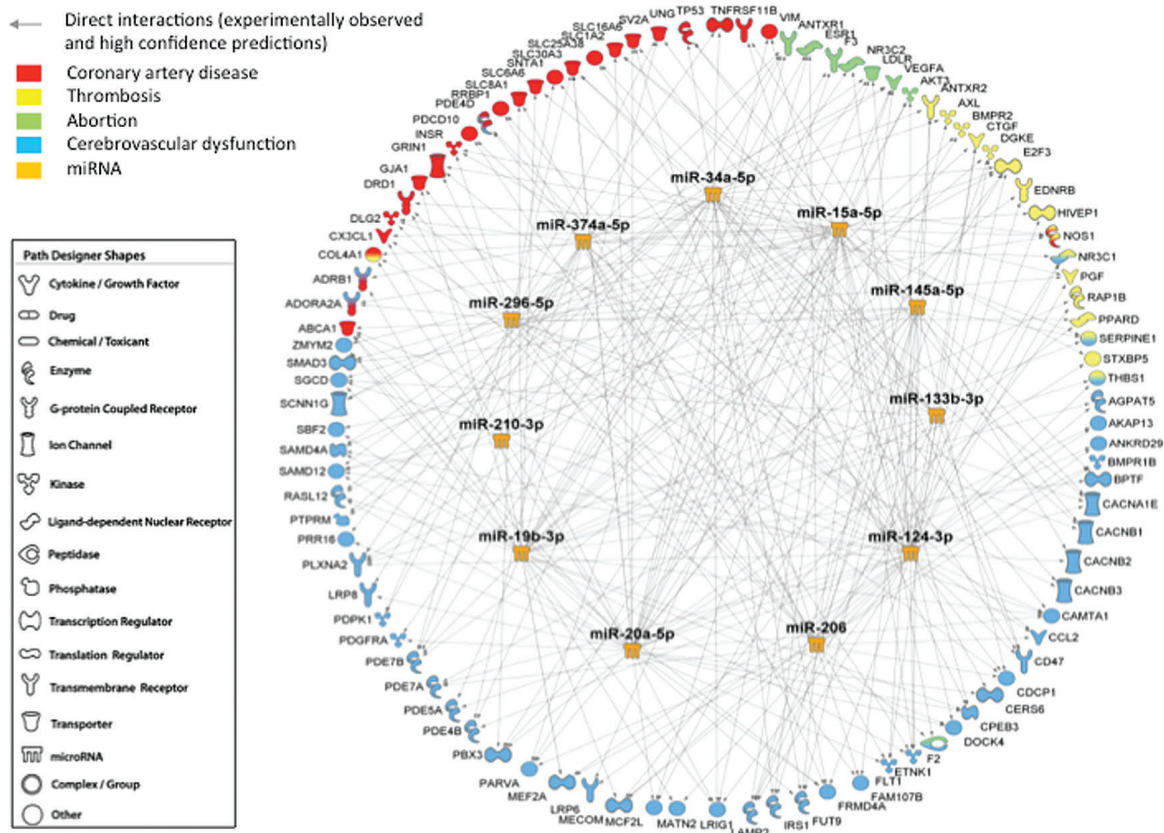 Direct interactions (experimentally observed
and high confidence predictions)
Coronary artery disease
Thrombosis
Abortion
Cerebrovascular dysfunction
miRNA
Path Designer Shapes
Cytokine / Growth Factor
Drug
Chemical / Toxicant
Enzyme
G-protein Coupled Receptor
Ion Channel
Kinase
Ligand-dependent Nuclear Receptor
Peptidase
Phosphatase
Transcription Regulator
Translation Regulator
Transmembrane Receptor
Transporter
microRNA
Complex / Group
Other
miR-34a-5p
miR-15a-5p
miR-145a-5p
miR-133b-3p
miR-124-3p
miR-206
miR-20a-5p
miR-19b-3p
miR-210-3p
miR-296-5p
miR-374a-5p
TNFRSF11B
VIM
ANTXR1
ESR1
F3
NR3C2
LDLR
VEGFA
AKT3
ANTXR2
AXL
BMPR2
CTGF
DGKE
E2F3
EDNRB
HIVEP1
NOS1
NR3C1
PGF
RAP1B
PPARD
SERPINE1
STXBP5
THBS1
AGPAT5
AKAP13
ANKRD29
BMPR1B
BPTF
CACNA1E
CACNB1
CACNB2
CACNB3
CAMTA1
CCL2
CD47
CDCP1
CERS6
CPEB3
DOCK4
F2
ETNK1
FLT1
FAM107B
FRMD4A
FUT9
IRS1
LAMP2
LRIG1
MATN2
MCF2L
MECOM
LRP6
MEF2A
PARVA
PBX3
PDE4B
PDE5A
PDE7A
PDE7B
PDGFRA
PDPK1
LRP8
PLXNA2
PRR16
PTPRM
RASL12
SAMD12
SAMD4A
SBF2
SCNN1G
SGCD
SMAD3
ZMYM2
ABCA1
ADORA2A
ADRB1
COL4A1
CX3CL1
DLG2
DRD1
GJA1
GRIN1
INSR
PDCD10
PDE4D
RRBP1
SLC8A1
SLC6A6
SNTA1
SLC30A3
SLC25A38
SLC1A2
SLC16A6
SV2A
UNG
TP53